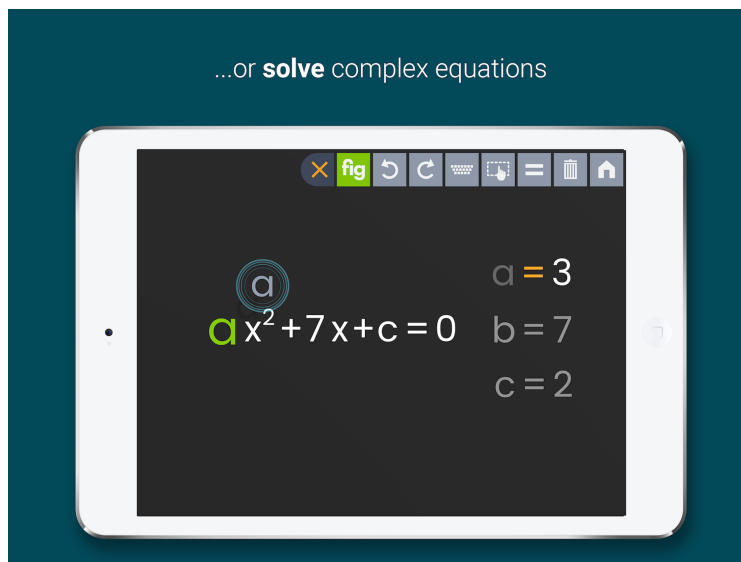 ...or solve complex equations
fig
a
ax²+7x+c=0
a=3
b=7
c=2